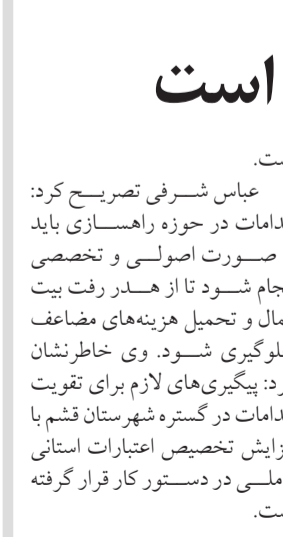 است
ست.
عباس شرفی تصریح کرد:
دامات در حوزه راهسازی باید
صورت اصولی و تخصصی
جام شود تا از هدر رفت بیت
مال و تحمیل هزینه‌های مضاعف
لوگیری شود. وی خاطرنشان
رد: پیگیری‌های لازم برای تقویت
دامات در گستره شهرستان قشم با
زایش تخصیص اعتبارات استانی
ملی در دستور کار قرار گرفته
ست.